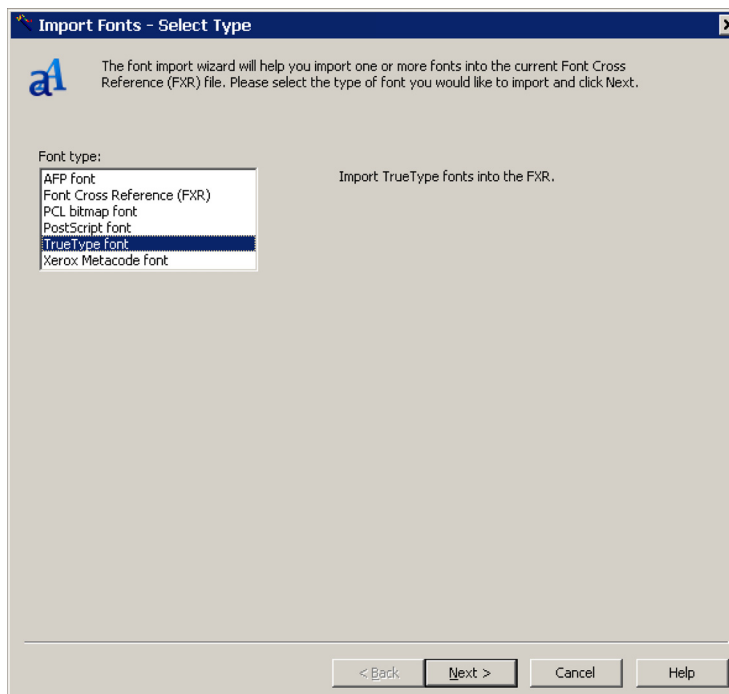 Import Fonts - Select Type
The font import wizard will help you import one or more fonts into the current Font Cross
Reference (FXR) file. Please select the type of font you would like to import and click Next.
Font type:
AFP font
Font Cross Reference (FXR)
PCL bitmap font
PostScript font
TrueType font
Xerox Metacode font
Import TrueType fonts into the FXR.
< Back
Next >
Cancel
Help